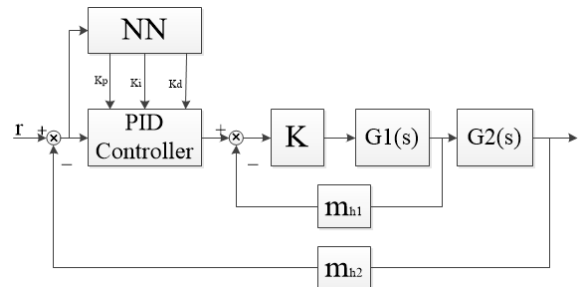 NN
Kp Ki Kd
r + − PID
Controller
+ − K G1(s) G2(s)
mh1
mh2